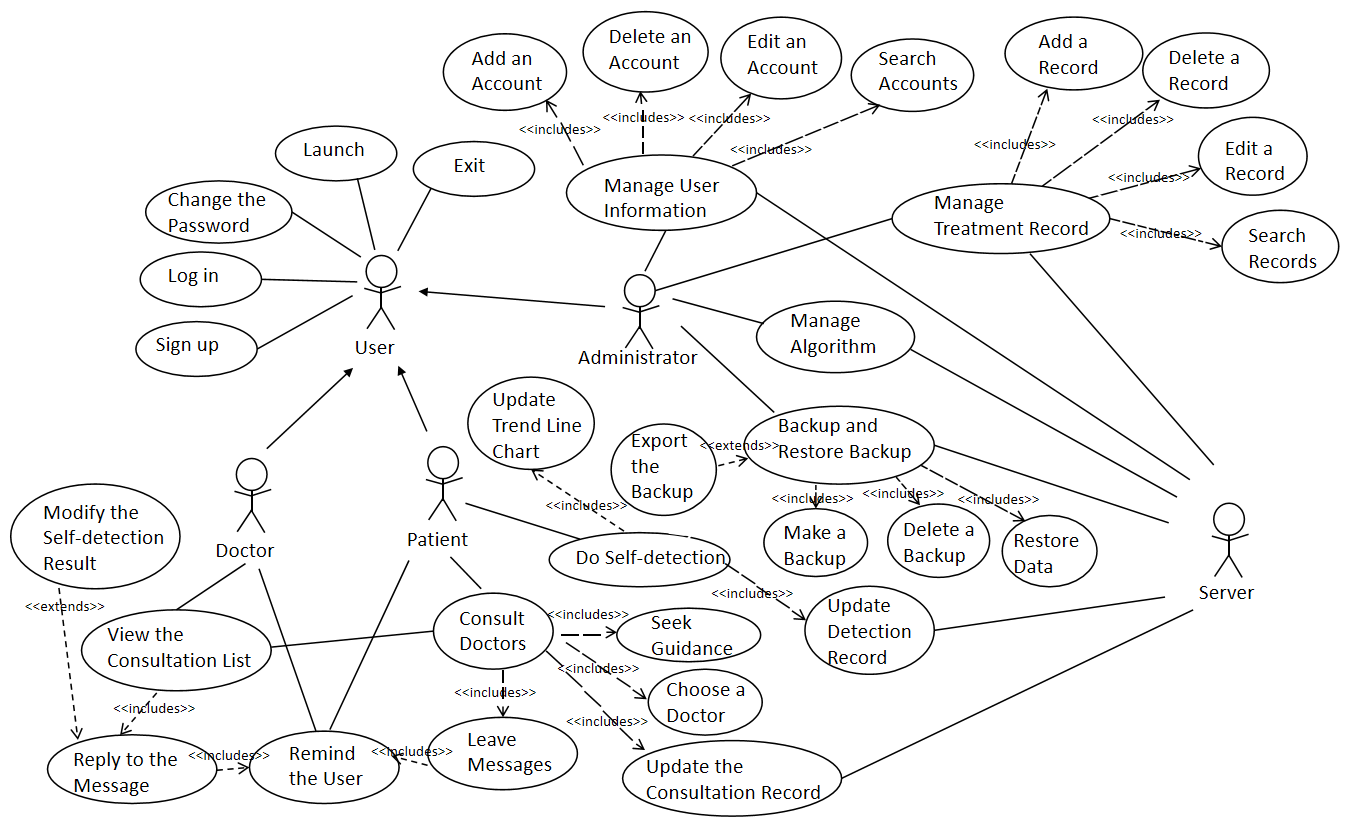 Add an
Account
Delete an
Account
Edit an
Account
Search
Accounts
Add a
Record
Delete a
Record
Edit a
Record
Search
Records
<<includes>>
<<includes>>
<<includes>>
<<includes>>
<<includes>>
<<includes>>
<<includes>>
<<includes>>
Launch
Exit
Change the
Password
Log in
Sign up
User
Manage User
Information
Manage
Treatment Record
Administrator
Manage
Algorithm
Update
Trend Line
Chart
Export
the
Backup
<<extends>>
Backup and
Restore Backup
<<includes>>
<<includes>>
<<includes>>
<<includes>>
Make a
Backup
Delete a
Backup
Restore
Data
Modify the
Self-detection
Result
Doctor
Patient
Do Self-detection
Server
<<extends>>
<<includes>>
Update
Detection
Record
View the
Consultation List
Consult
Doctors
<<includes>>
Seek
Guidance
<<includes>>
Choose a
Doctor
<<includes>>
<<includes>>
<<includes>>
Reply to the
Message
<<includes>>
Remind
the User
<<includes>>
Leave
Messages
Update the
Consultation Record